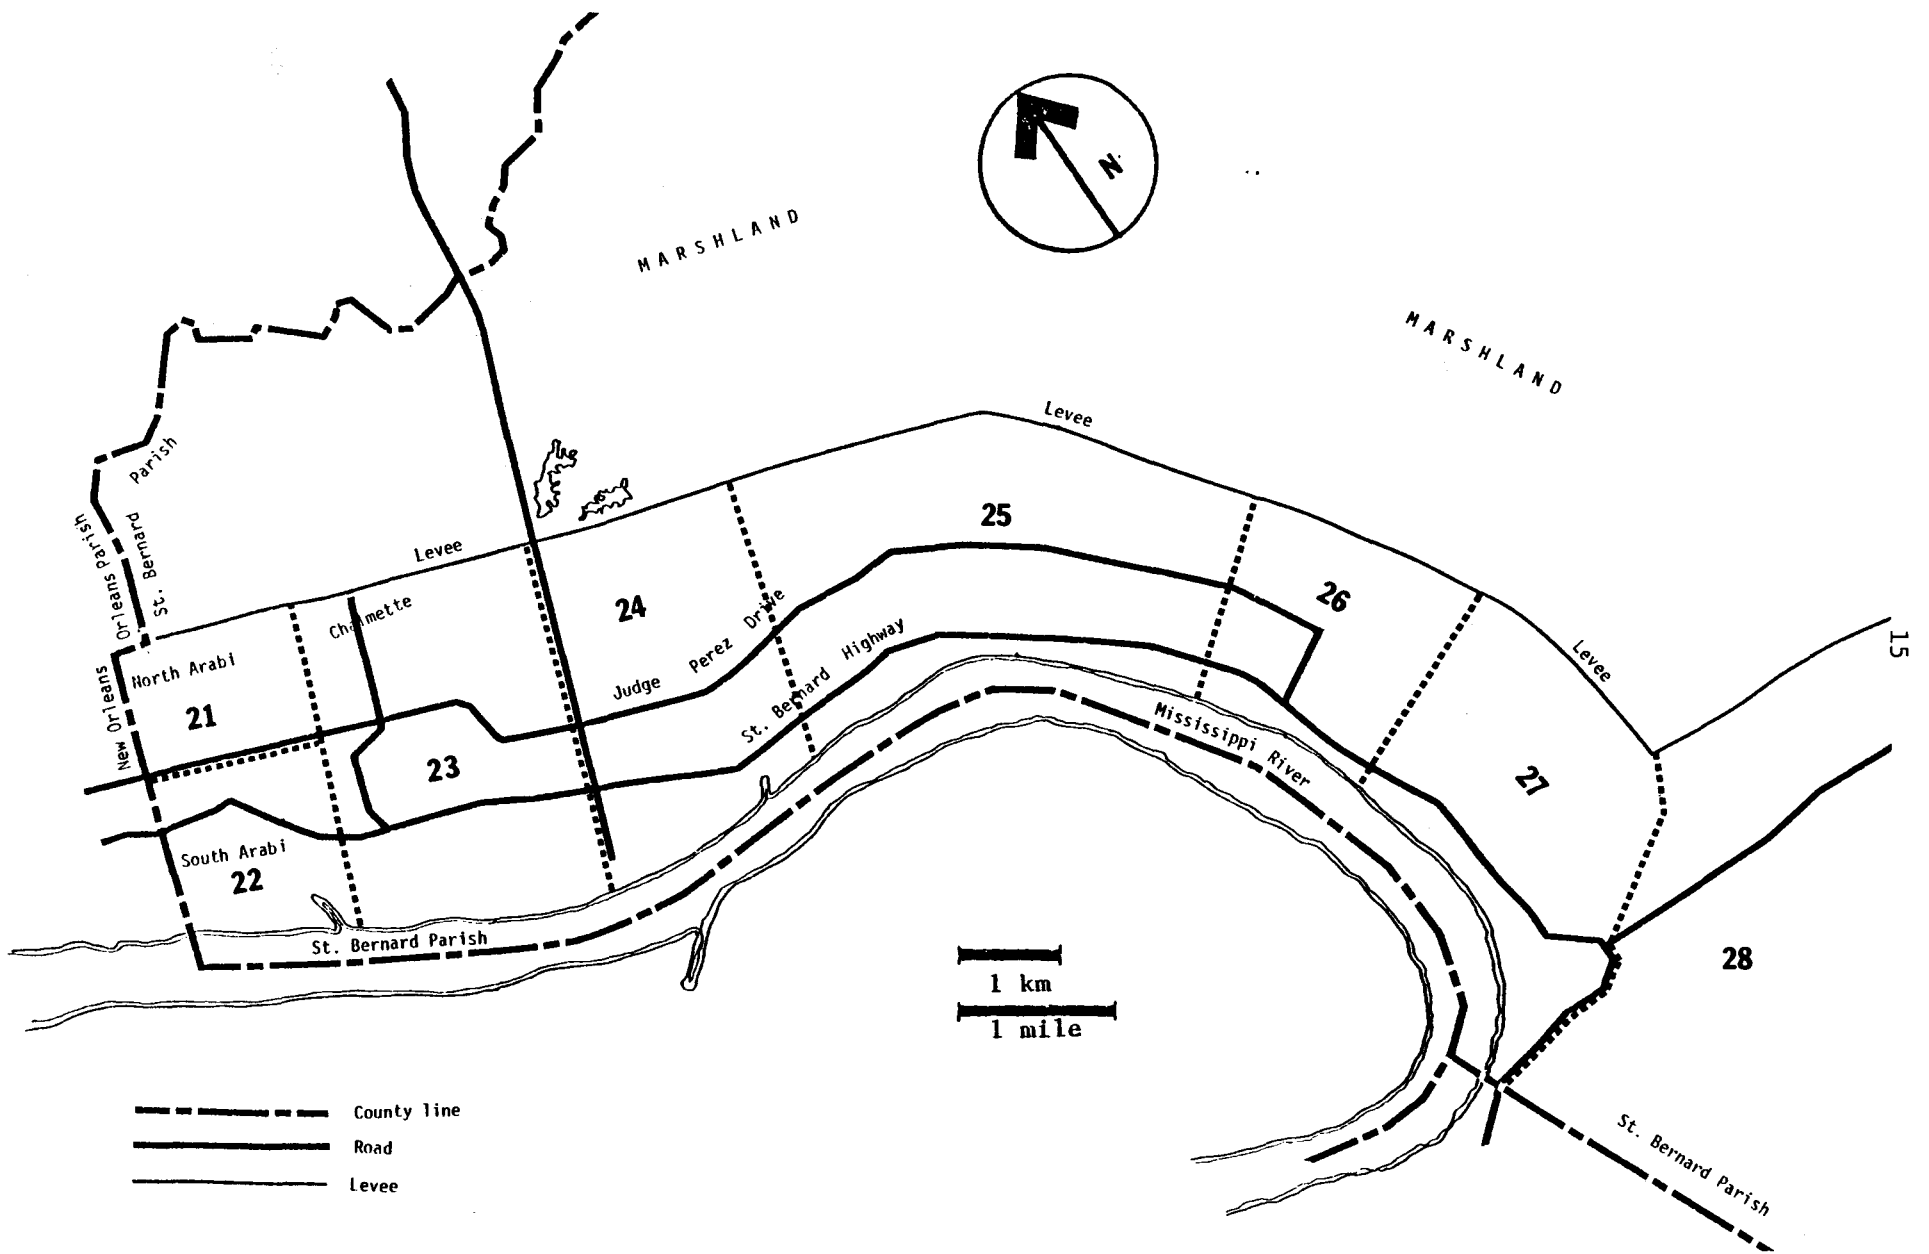 N
MARSHLAND
MARSHLAND
Levee
Parish
St. Bernard
Orleans Parish
Levee
25
15
24
26
Chalmette
Judge Perez Drive
St. Bernard Highway
Levee
North Arabi
21
New Orleans
23
Mississippi River
27
South Arabi
22
St. Bernard Parish
28
1 km
1 mile
County line
Road
Levee
St. Bernard Parish